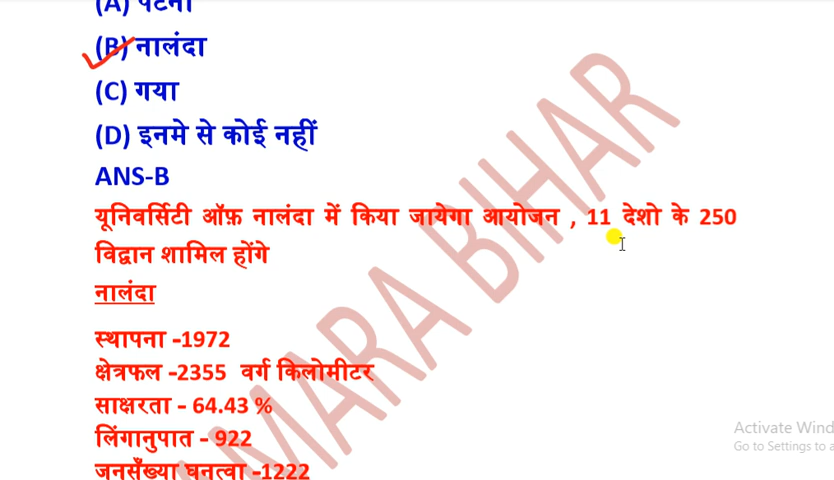 (A) पटना
(B) नालंदा
(C) गया
(D) इनमे से कोई नहीं
ANS-B
यूनिवर्सिटी ऑफ़ नालंदा में किया जायेगा आयोजन , 11 देशो के 250
विद्वान शामिल होंगे
नालंदा
स्थापना -1972
क्षेत्रफल -2355 वर्ग किलोमीटर
साक्षरता - 64.43 %
लिंगानुपात - 922
जनसँख्या घनत्वा -1222
MARA BIHAR
Activate Wind
Go to Settings to a